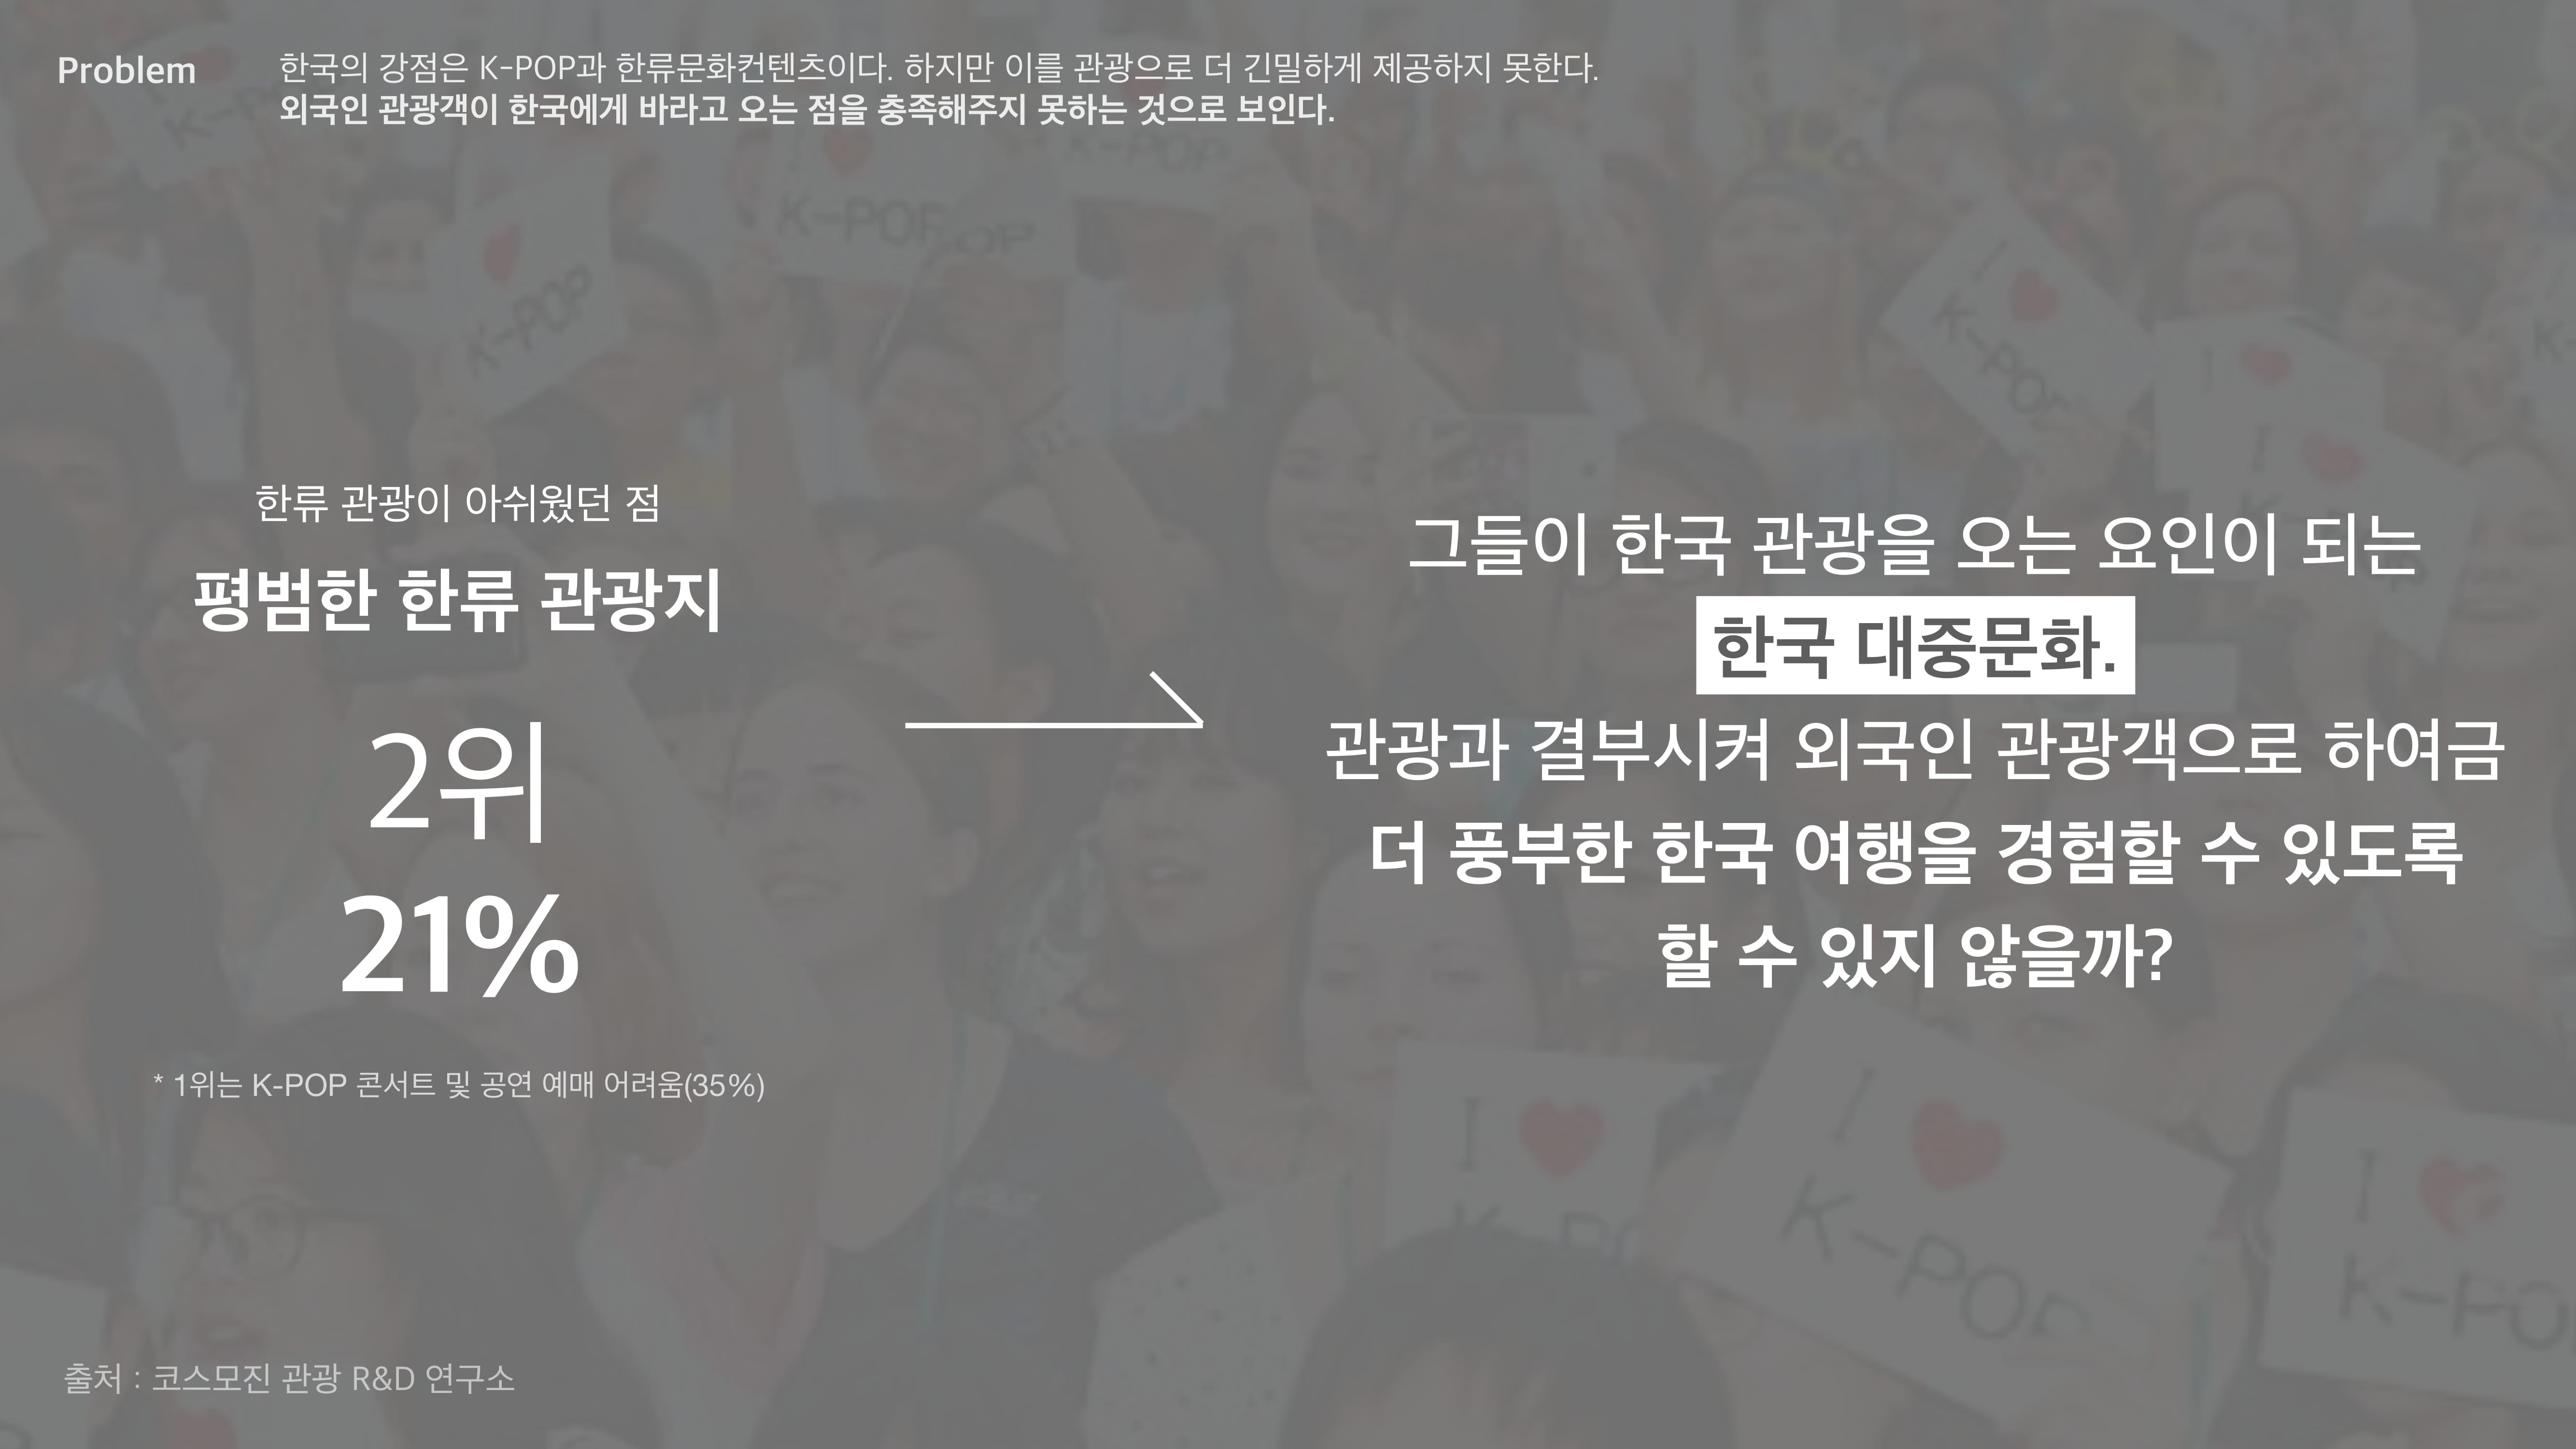 Problem
한국의 강점은 K-POP과 한류문화컨텐츠이다. 하지만 이를 관광으로 더 긴밀하게 제공하지 못한다.
외국인 관광객이 한국에게 바라고 오는 점을 충족해주지 못하는 것으로 보인다.
한류 관광이 아쉬웠던 점
평범한 한류 관광지
2위
21%
* 1위는 K-POP 콘서트 및 공연 예매 어려움(35%)
그들이 한국 관광을 오는 요인이 되는
한국 대중문화.
관광과 결부시켜 외국인 관광객으로 하여금
더 풍부한 한국 여행을 경험할 수 있도록
할 수 있지 않을까?
출처 : 코스모진 관광 R&D 연구소
K-POP
K-POP
K-POP
I
K-POP
I
K-POP
I